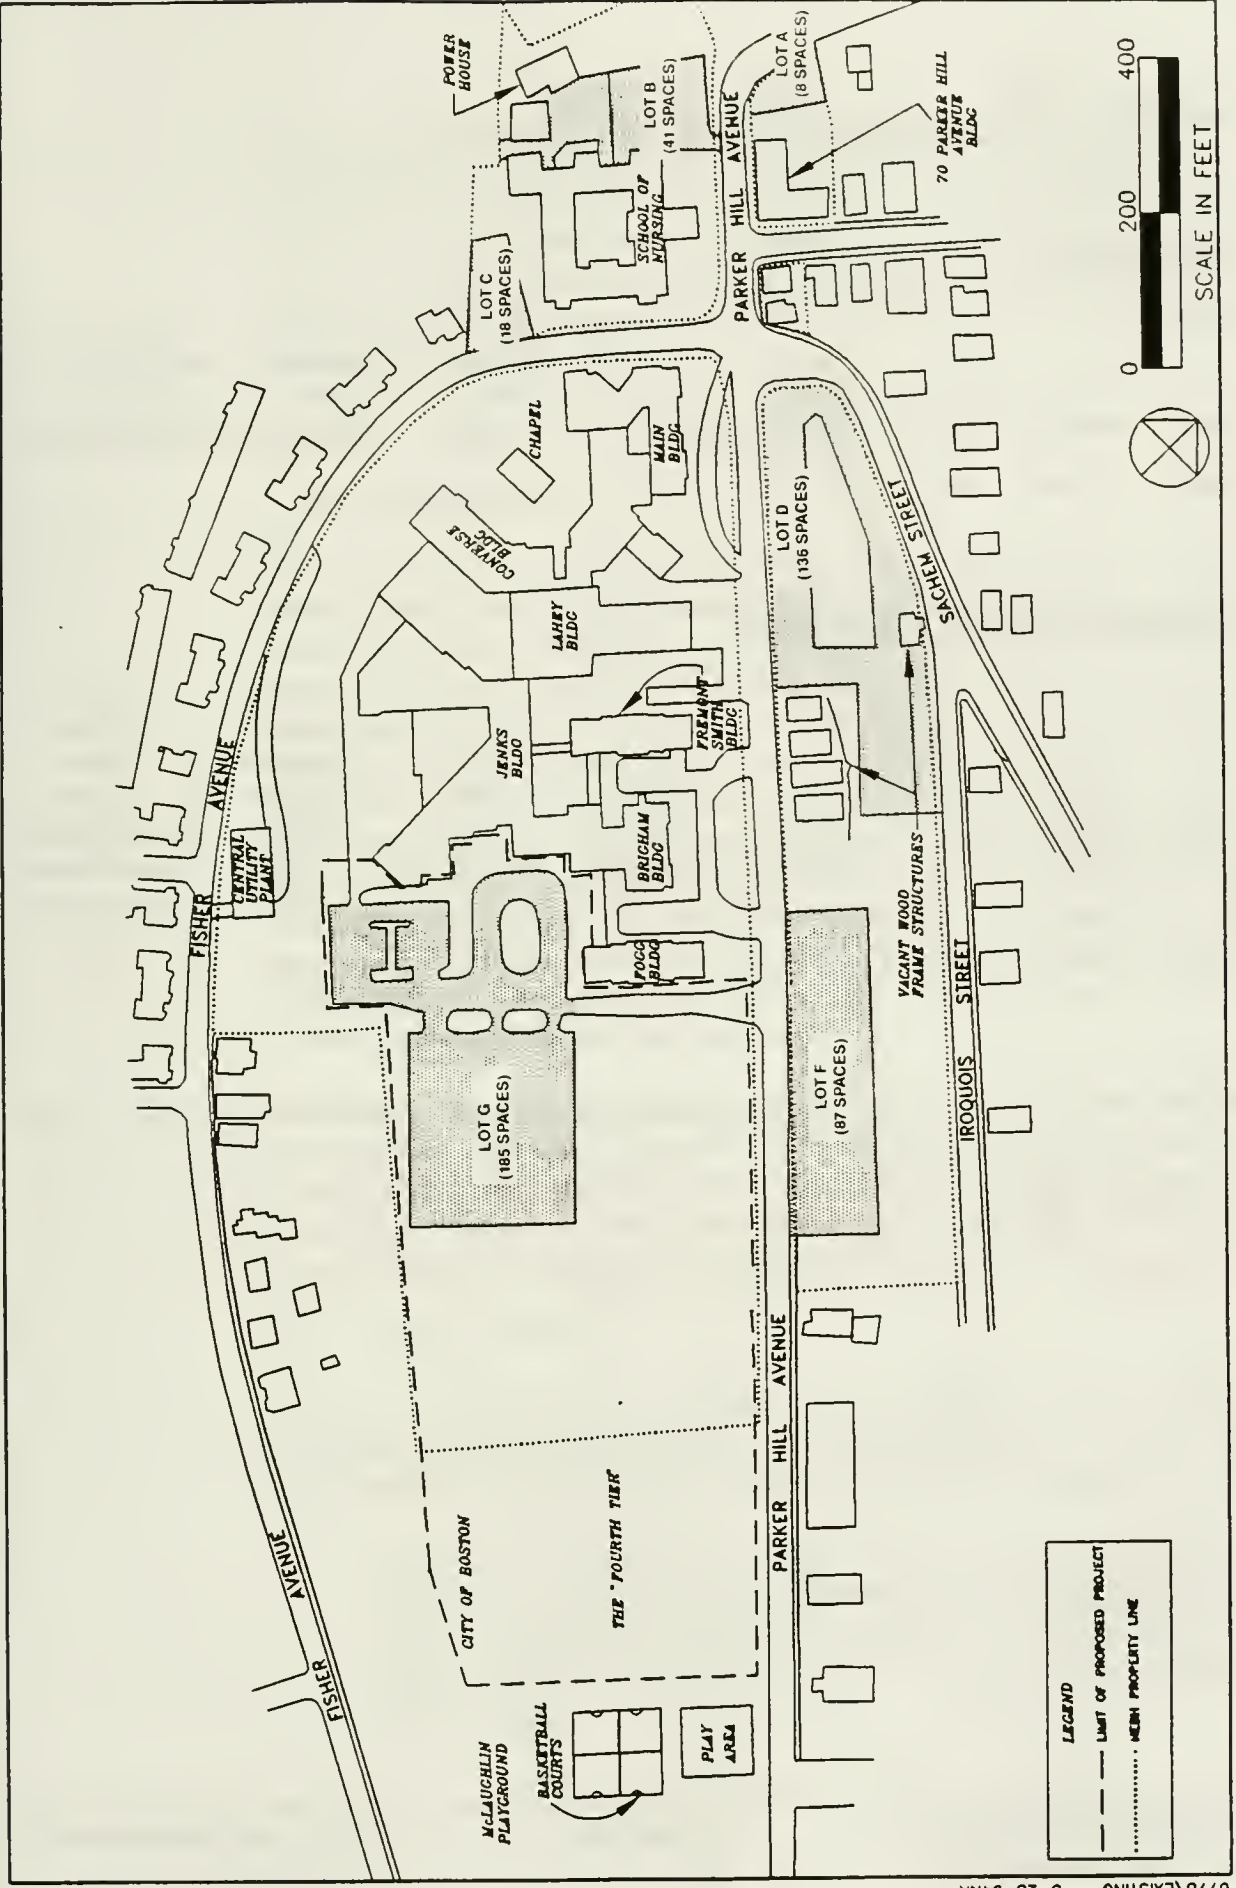 POWER
HOUSE
LOT B
(41 SPACES)
LOT A
(8 SPACES)
70 PARKER HILL
AVENUE
BLDG
PARKER HILL AVENUE
SCHOOL OF
NURSING
LOT C
(18 SPACES)
CHAPEL
MAIN
BLDG
CONVERSE
BLDG
LAHEY
BLDG
FREMONT-
SMITH
BLDG
JENKS
BLDG
BRIGHAM
BLDG
FOGG
BLDG
CENTRAL
UTILITY
PLANT
FISHER AVENUE
LOT D
(136 SPACES)
SACHEM STREET
VACANT WOOD
FRAME STRUCTURES
IROQUOIS STREET
LOT F
(87 SPACES)
LOT G
(185 SPACES)
PARKER HILL AVENUE
FISHER AVENUE
CITY OF BOSTON
THE "FOURTH TIER"
McLAUGHLIN
PLAYGROUND
BASKETBALL
COURTS
PLAY
AREA
0 200 400
SCALE IN FEET
LEGEND
LIMIT OF PROPOSED PROJECT
NEBH PROPERTY LINE